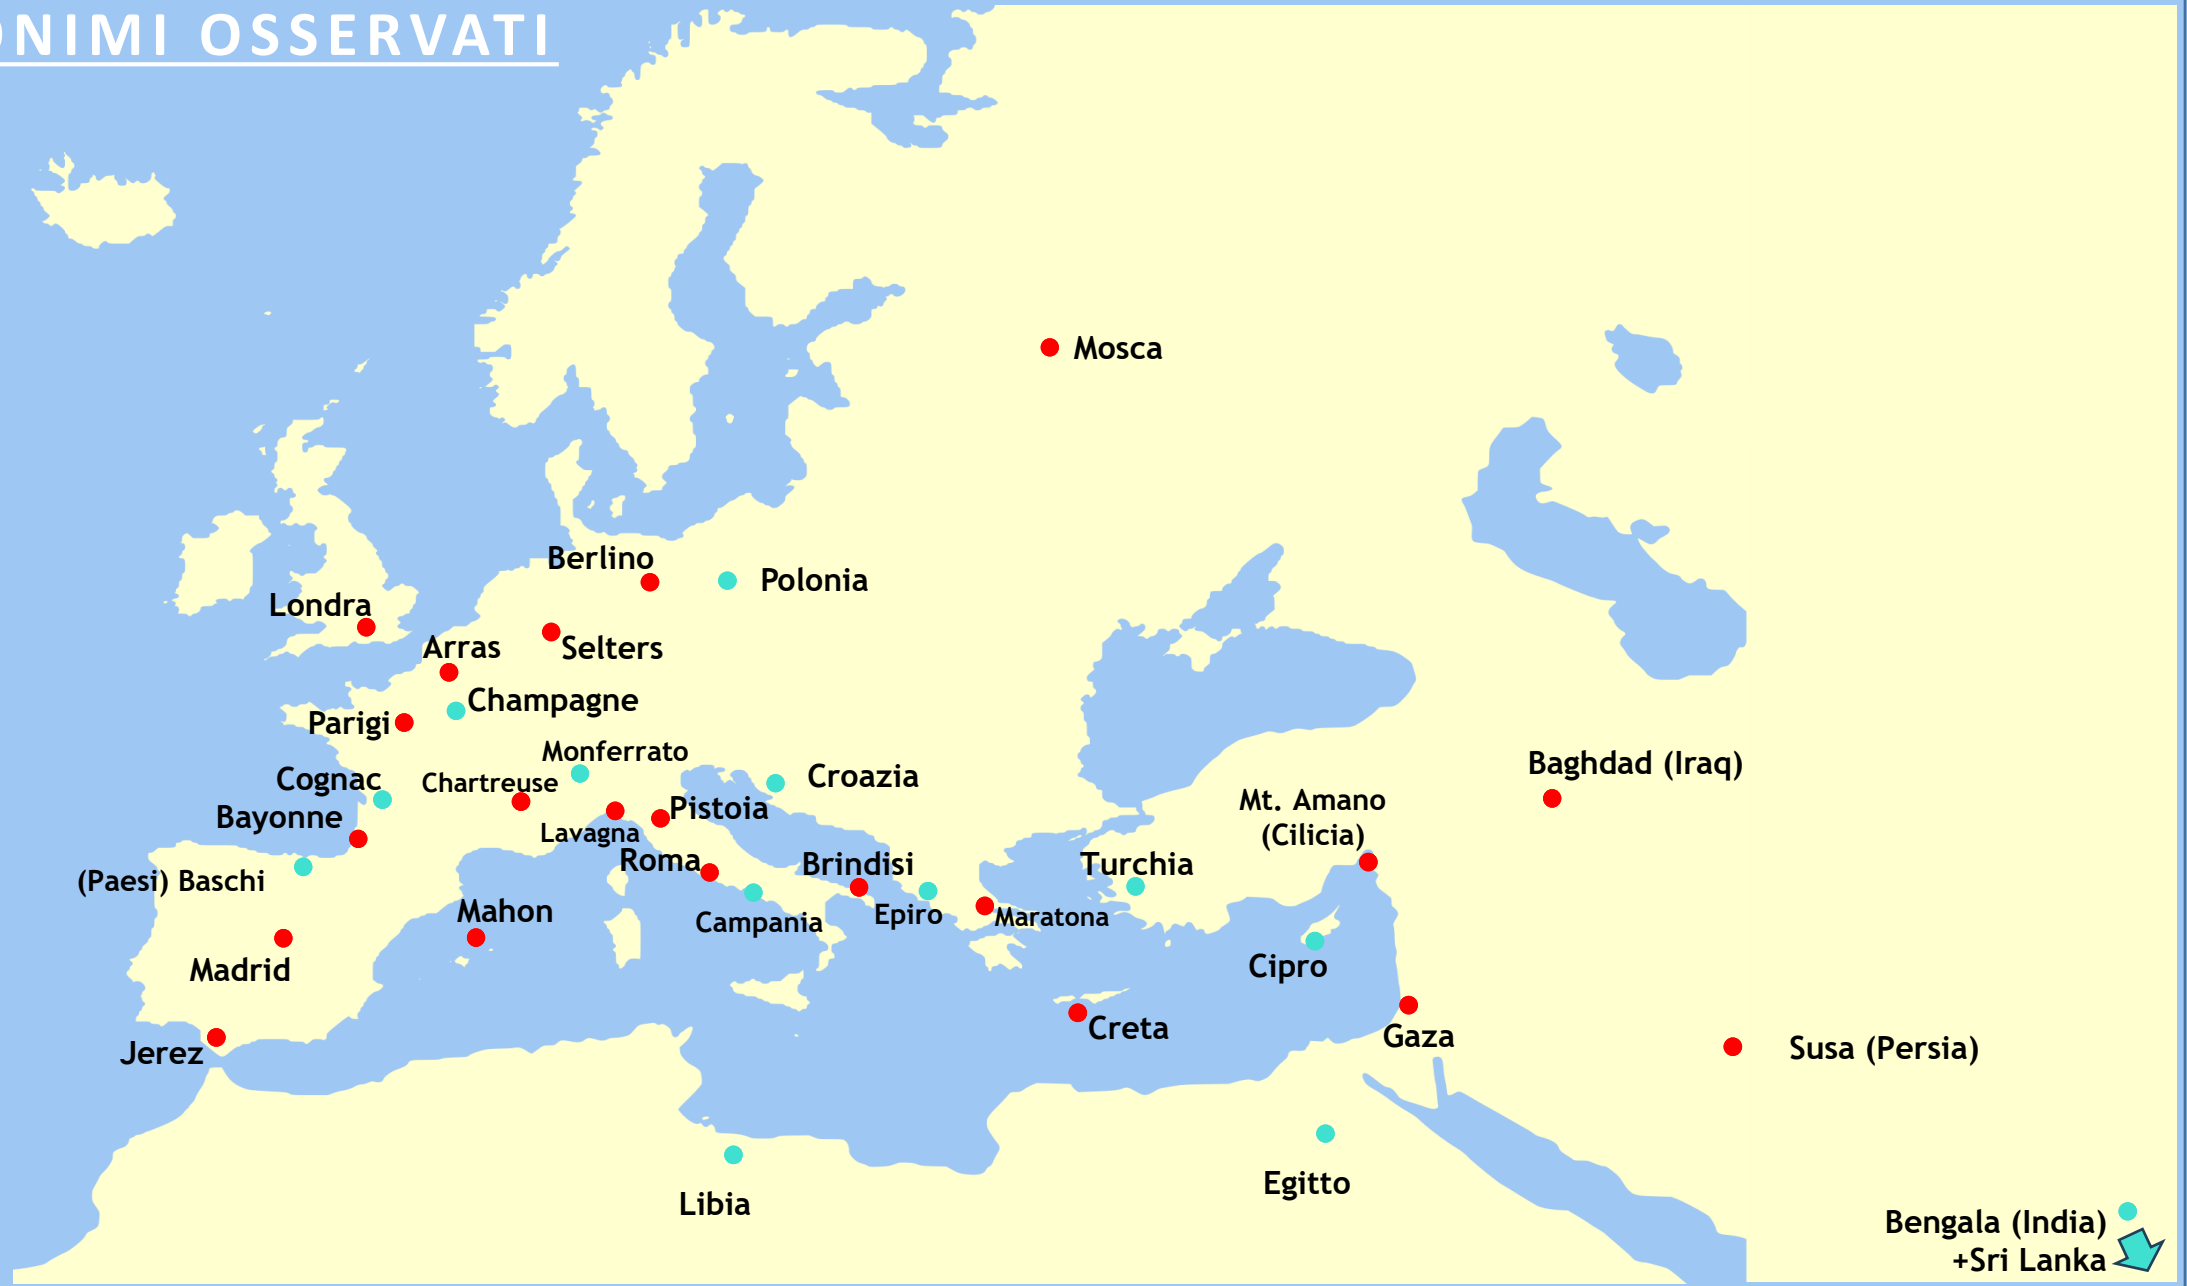 ONIMI OSSERVATI
Mosca
Berlino
Polonia
Londra
Arras
Selters
Champagne
Parigi
Monferrato
Cognac
Chartreuse
Croazia
Baghdad (Iraq)
Bayonne
Lavagna
Pistoia
Mt. Amano
(Cilicia)
Roma
Brindisi
Turchia
(Paesi) Baschi
Mahon
Campania
Epiro
Maratona
Madrid
Cipro
Creta
Gaza
Jerez
Susa (Persia)
Libia
Egitto
Bengala (India)
+Sri Lanka